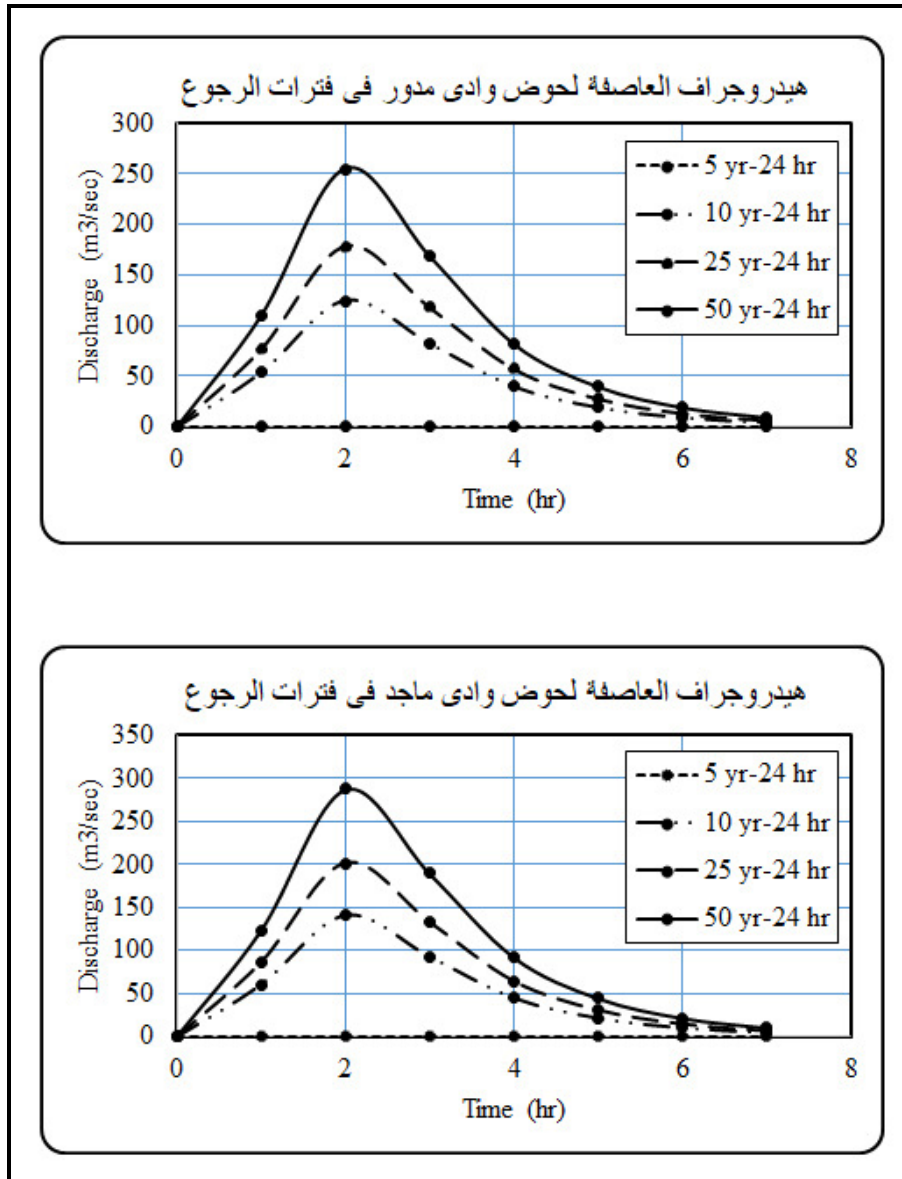 هيدروجراف العاصفة لحوض وادى مدور فى فترات الرجوع
300
250
200
150
100
50
0
Discharge (m3/sec)
0 2 4 6 8
Time (hr)
5 yr-24 hr
10 yr-24 hr
25 yr-24 hr
50 yr-24 hr
هيدروجراف العاصفة لحوض وادى ماجد فى فترات الرجوع
350
300
250
200
150
100
50
0
Discharge (m3/sec)
0 2 4 6 8
Time (hr)
5 yr-24 hr
10 yr-24 hr
25 yr-24 hr
50 yr-24 hr